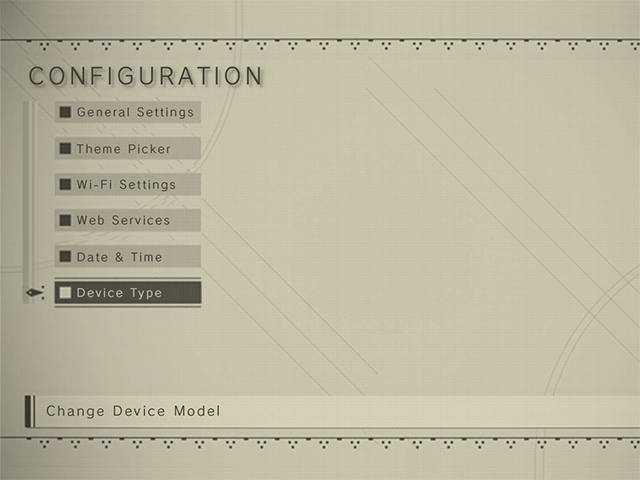 CONFIGURATION
General Settings
Theme Picker
Wi-Fi Settings
Web Services
Date & Time
Device Type
Change Device Model